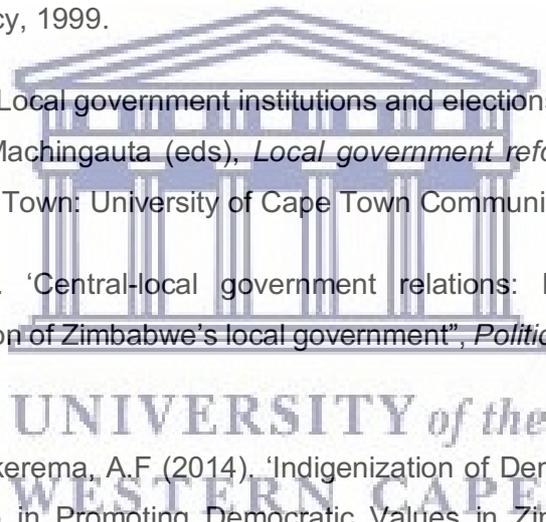 cy, 1999.
Local government institutions and election
Machingauta (eds), Local government refo
Town: University of Cape Town Communi
. ‘Central-local government relations: I
on of Zimbabwe’s local government”, Politic
UNIVERSITY of the
kerema, A.F (2014). ‘Indigenization of Der
WESTERN CAPE
in Promoting Democratic Values in Zin